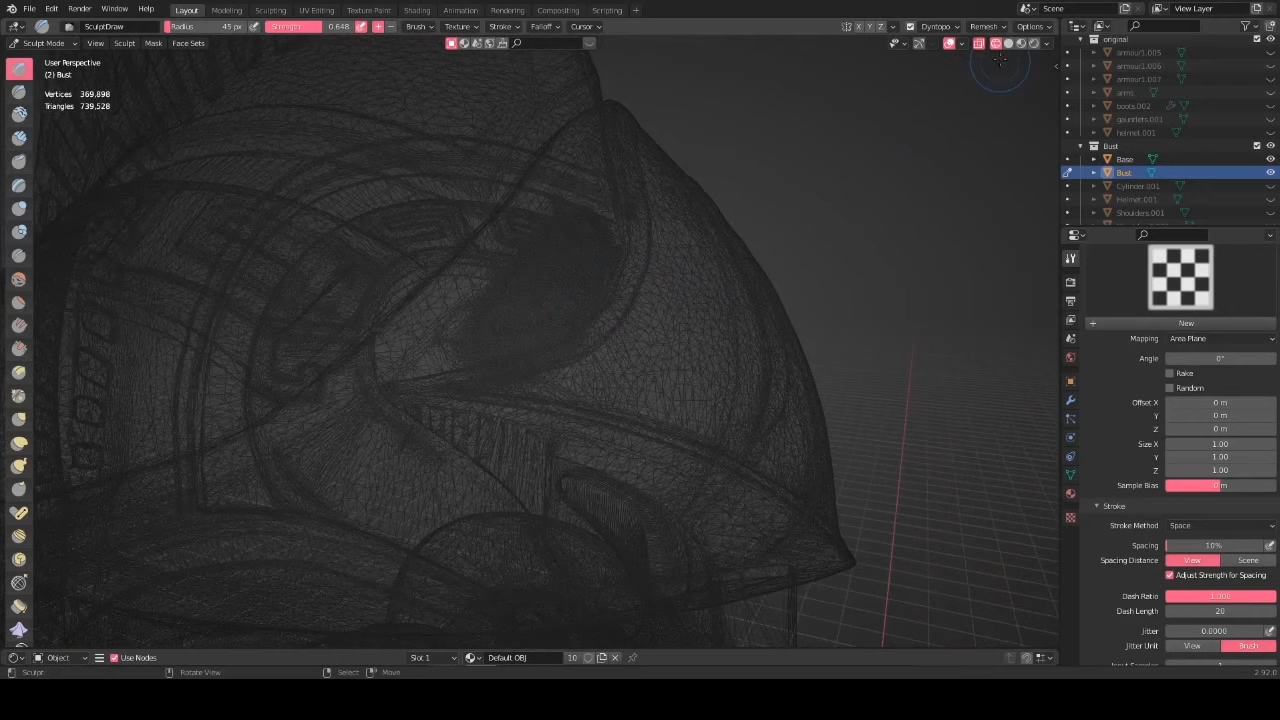 File Edit Render Window Help Layout Modeling Sculpting UV Editing Texture Paint Shading Animation Rendering Compositing Scripting + Scene View Layer
SculptDraw Radius 45 px Strength 0.648 Brush Texture Stroke Falloff Cursor X Y Z Dyntopo Remesh Options
Sculpt Mode View Sculpt Mask Face Sets
original
User Perspective
(2) Bust
Vertices 369,898
Triangles 739,528
armour1.005
armour1.006
armour1.007
arms
boots.002
gauntlets.001
helmet.001
Bust
Base
Bust
Cylinder.001
Helmet.001
Shoulders.001
+ New
Mapping Area Plane
Angle 0°
Rake
Random
Offset X 0 m
Y 0 m
Z 0 m
Size X 1.00
Y 1.00
Z 1.00
Sample Bias 0 m
Stroke
Stroke Method Space
Spacing 10%
Spacing Distance View Scene
Adjust Strength for Spacing
Dash Ratio 1.000
Dash Length 20
Jitter 0.0000
Jitter Unit View Brush
Object Use Nodes Slot 1 Default OBJ 10
Sculpt Rotate View Select Move 2.92.0